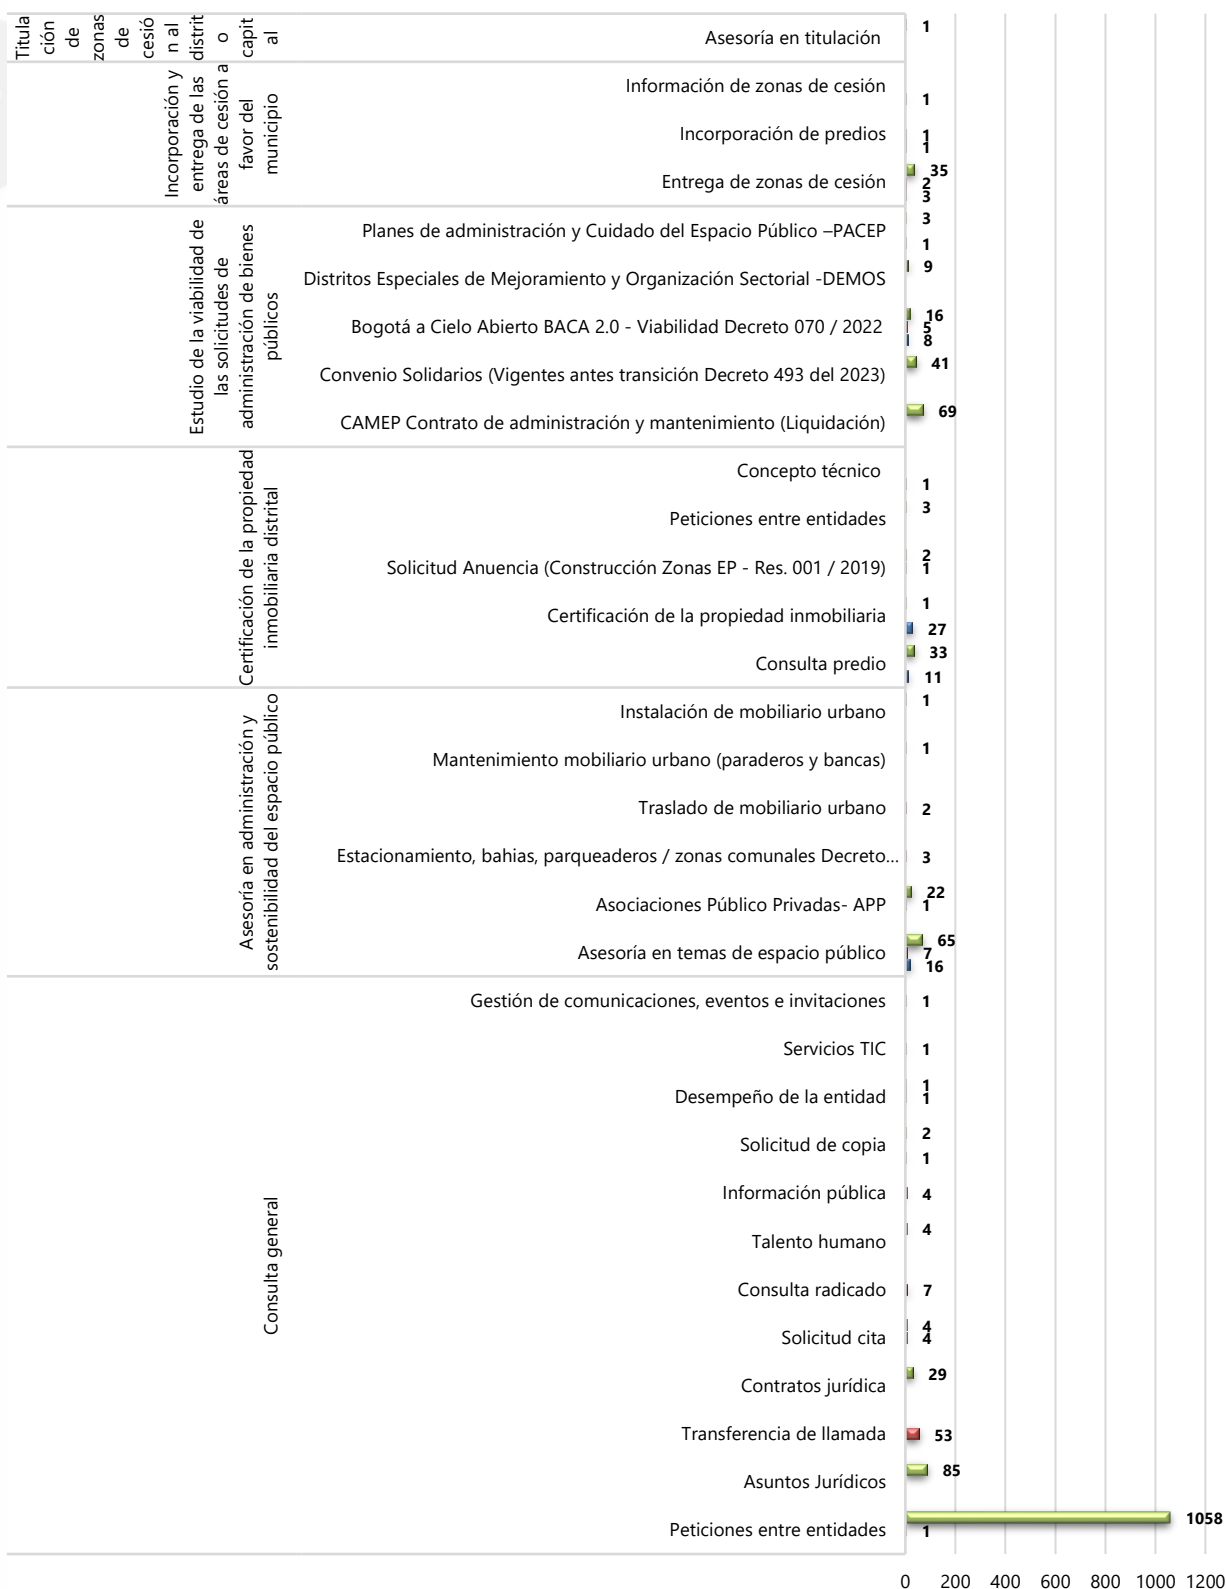 Titula
ción
de
zonas
de
cesió
n al
distrit
o
capit
al
Asesoría en titulación
1
Incorporación y
entrega de las
áreas de cesión a
favor del
municipio
Información de zonas de cesión
1
Incorporación de predios
1
1
Entrega de zonas de cesión
35
2
3
Estudio de la viabilidad de
las solicitudes de
administración de bienes
públicos
Planes de administración y Cuidado del Espacio Público –PACEP
3
1
Distritos Especiales de Mejoramiento y Organización Sectorial -DEMOS
9
Bogotá a Cielo Abierto BACA 2.0 - Viabilidad Decreto 070 / 2022
16
5
8
Convenio Solidarios (Vigentes antes transición Decreto 493 del 2023)
41
CAMEP Contrato de administración y mantenimiento (Liquidación)
69
Certificación de la propiedad
inmobiliaria distrital
Concepto técnico
1
Peticiones entre entidades
3
Solicitud Anuencia (Construcción Zonas EP - Res. 001 / 2019)
2
1
Certificación de la propiedad inmobiliaria
1
27
Consulta predio
33
11
Asesoría en administración y
sostenibilidad del espacio público
Instalación de mobiliario urbano
1
Mantenimiento mobiliario urbano (paraderos y bancas)
1
Traslado de mobiliario urbano
2
Estacionamiento, bahias, parqueaderos / zonas comunales Decreto...
3
Asociaciones Público Privadas- APP
22
1
Asesoría en temas de espacio público
65
7
16
Consulta general
Gestión de comunicaciones, eventos e invitaciones
1
Servicios TIC
1
Desempeño de la entidad
1
1
Solicitud de copia
2
1
Información pública
4
Talento humano
4
Consulta radicado
7
Solicitud cita
4
4
Contratos jurídica
29
Transferencia de llamada
53
Asuntos Jurídicos
85
Peticiones entre entidades
1058
1
0 200 400 600 800 1000 1200